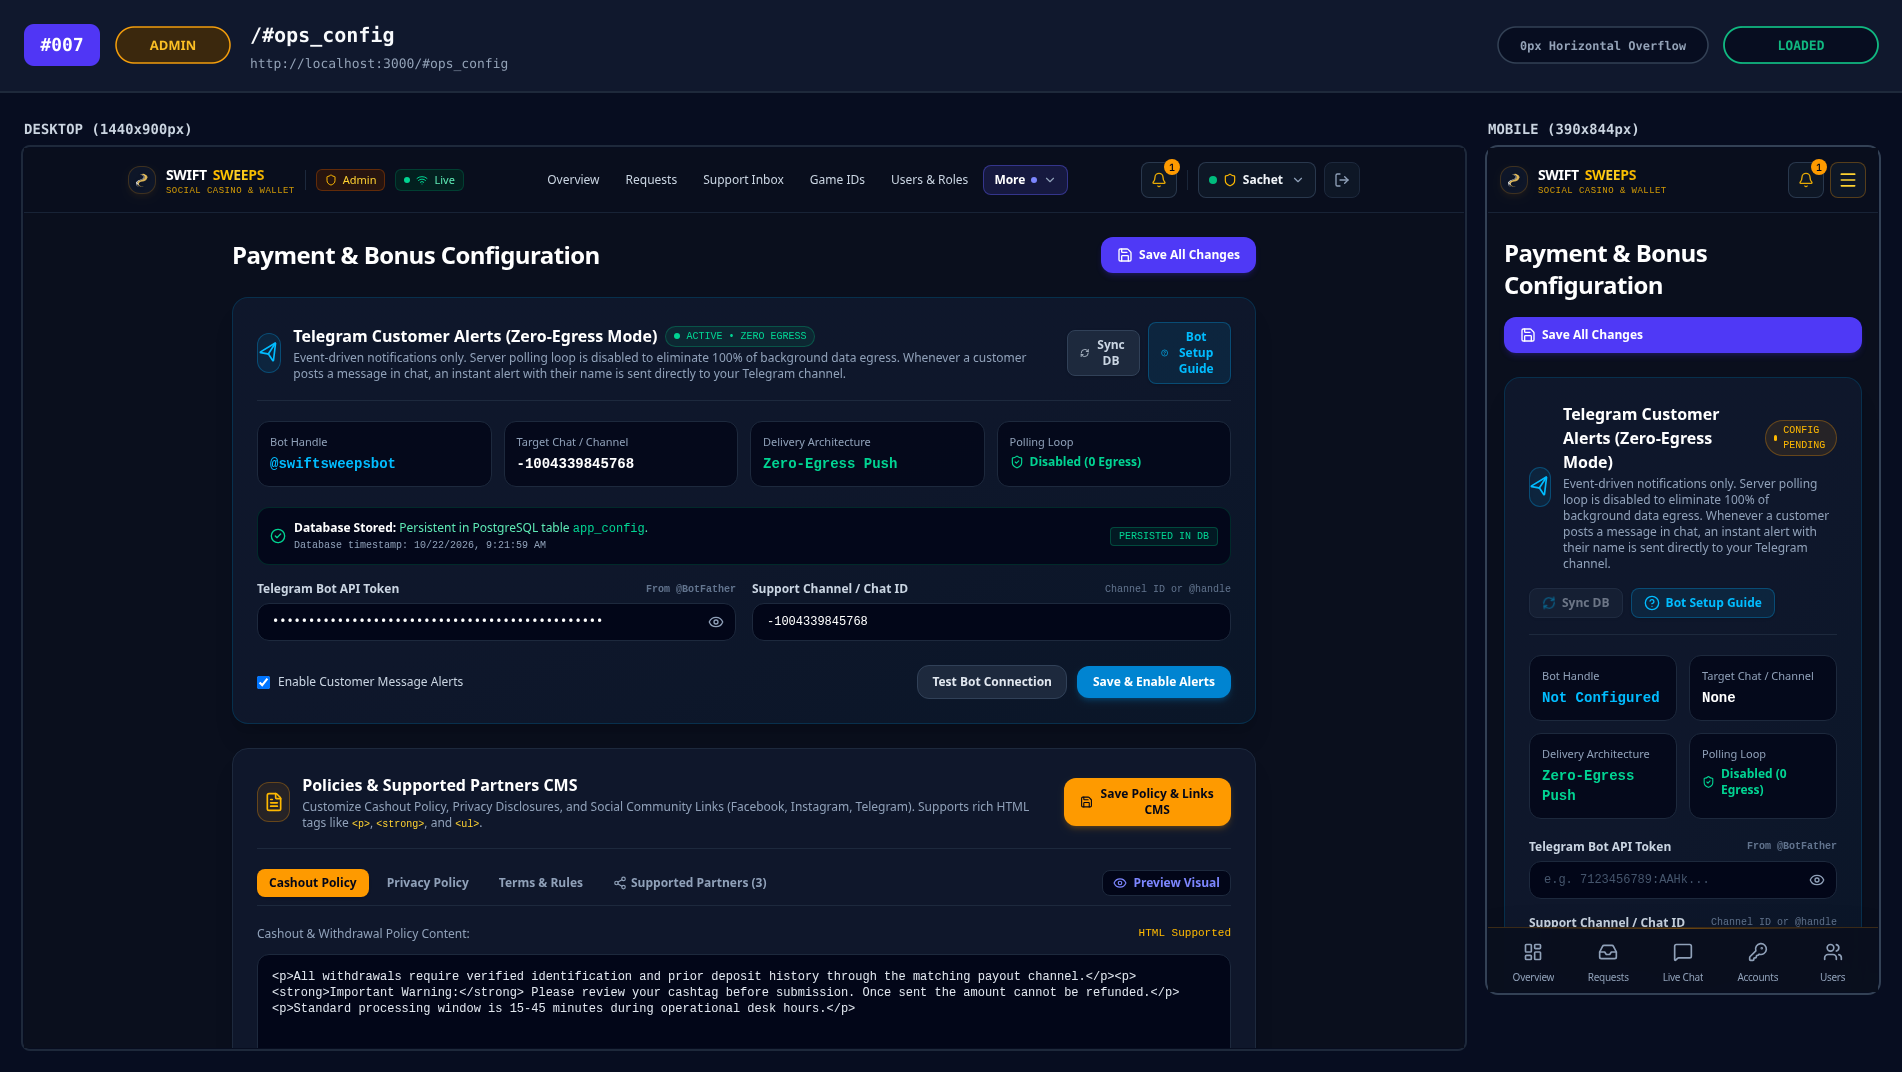 #007
ADMIN
/#ops_config
http://localhost:3000/#ops_config
0px Horizontal Overflow
LOADED
DESKTOP (1440x900px)
SWIFT SWEEPS
SOCIAL CASINO & WALLET
Admin
Live
Overview
Requests
Support Inbox
Game IDs
Users & Roles
More
1
Sachet
Payment & Bonus Configuration
Save All Changes
Telegram Customer Alerts (Zero-Egress Mode)
ACTIVE • ZERO EGRESS
Event-driven notifications only. Server polling loop is disabled to eliminate 100% of background data egress. Whenever a customer
posts a message in chat, an instant alert with their name is sent directly to your Telegram channel.
Sync
DB
Bot
Setup
Guide
Bot Handle
@swiftsweepsbot
Target Chat / Channel
-1004339845768
Delivery Architecture
Zero-Egress Push
Polling Loop
Disabled (0 Egress)
Database Stored: Persistent in PostgreSQL table app_config.
Database timestamp: 10/22/2026, 9:21:59 AM
PERSISTED IN DB
Telegram Bot API Token
From @BotFather
Support Channel / Chat ID
Channel ID or @handle
-1004339845768
Enable Customer Message Alerts
Test Bot Connection
Save & Enable Alerts
Policies & Supported Partners CMS
Customize Cashout Policy, Privacy Disclosures, and Social Community Links (Facebook, Instagram, Telegram). Supports rich HTML
tags like <p>, <strong>, and <ul>.
Save Policy & Links
CMS
Cashout Policy
Privacy Policy
Terms & Rules
Supported Partners (3)
Preview Visual
Cashout & Withdrawal Policy Content:
HTML Supported
<p>All withdrawals require verified identification and prior deposit history through the matching payout channel.</p><p>
<strong>Important Warning:</strong> Please review your cashtag before submission. Once sent the amount cannot be refunded.</p>
<p>Standard processing window is 15-45 minutes during operational desk hours.</p>
MOBILE (390x844px)
SWIFT SWEEPS
SOCIAL CASINO & WALLET
1
Payment & Bonus
Configuration
Save All Changes
Telegram Customer
Alerts (Zero-Egress
Mode)
CONFIG
PENDING
Event-driven notifications only. Server polling
loop is disabled to eliminate 100% of
background data egress. Whenever a customer
posts a message in chat, an instant alert with
their name is sent directly to your Telegram
channel.
Sync DB
Bot Setup Guide
Bot Handle
Not Configured
Target Chat / Channel
None
Delivery Architecture
Zero-Egress
Push
Polling Loop
Disabled (0
Egress)
Telegram Bot API Token
From @BotFather
e.g. 7123456789:AAHk...
Support Channel / Chat ID
Channel ID or @handle
Overview
Requests
Live Chat
Accounts
Users